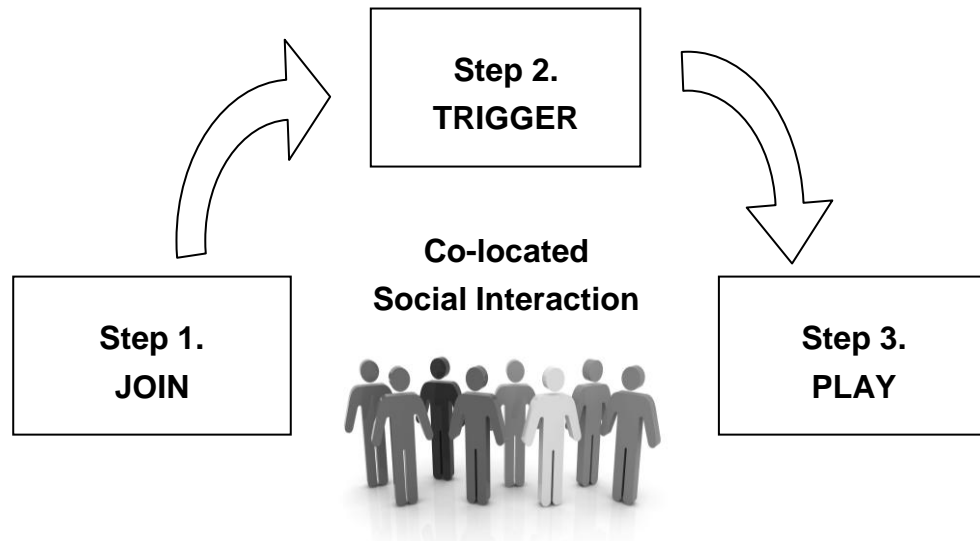 Step 1.
JOIN
Step 2.
TRIGGER
Co-located
Social Interaction
Step 3.
PLAY